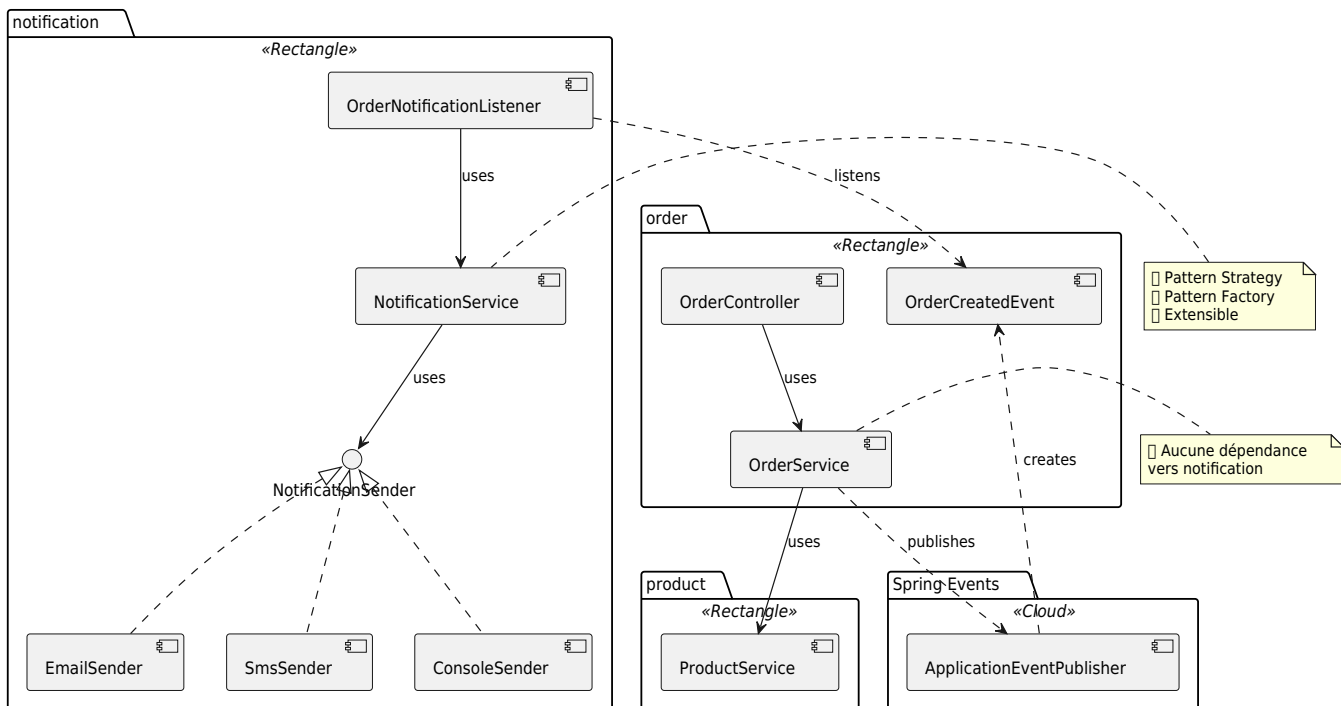 notification
«Rectangle»
OrderNotificationListener
uses
listens
order
«Rectangle»
NotificationService
OrderController
OrderCreatedEvent
Pattern Strategy
Pattern Factory
Extensible
uses
uses
NotificationSender
OrderService
creates
Aucune dépendance
vers notification
uses
publishes
product
«Rectangle»
Spring Events
«Cloud»
EmailSender
SmsSender
ConsoleSender
ProductService
ApplicationEventPublisher